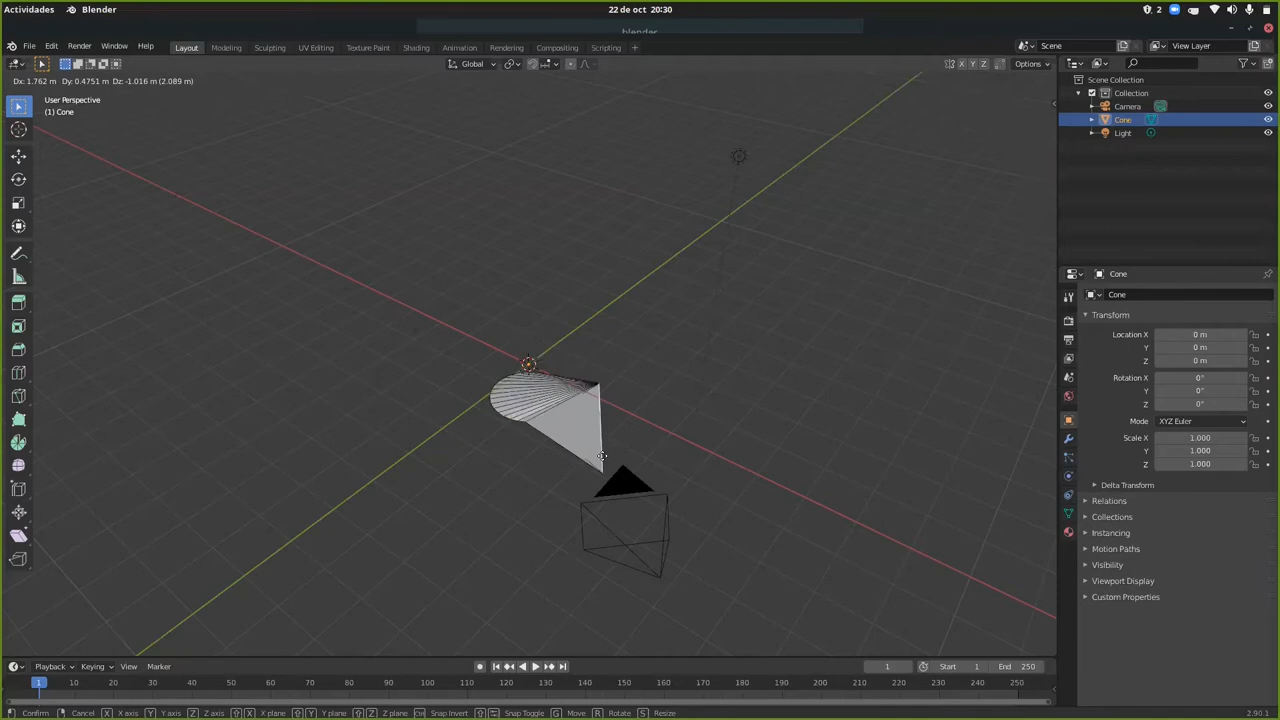 Actividades Blender 22 de oct 20:30 2
blender
File Edit Render Window Help Layout Modeling Sculpting UV Editing Texture Paint Shading Animation Rendering Compositing Scripting + Scene View Layer
Global X Y Z Options
Dx: 1.762 m Dy: 0.4751 m Dz: -1.016 m (2.089 m)
User Perspective
(1) Cone
Scene Collection
Collection
Camera
Cone
Light
Cone
Cone
Transform
Location X 0 m
Y 0 m
Z 0 m
Rotation X 0°
Y 0°
Z 0°
Mode XYZ Euler
Scale X 1.000
Y 1.000
Z 1.000
Delta Transform
Relations
Collections
Instancing
Motion Paths
Visibility
Viewport Display
Custom Properties
Playback Keying View Marker 1 Start 1 End 250
1 10 20 30 40 50 60 70 80 90 100 110 120 130 140 150 160 170 180 190 200 210 220 230 240 250
Confirm Cancel X X axis Y Y axis Z Z axis X X plane Y Y plane Z Z plane Snap Invert Snap Toggle G Move R Rotate S Resize 2.90.1